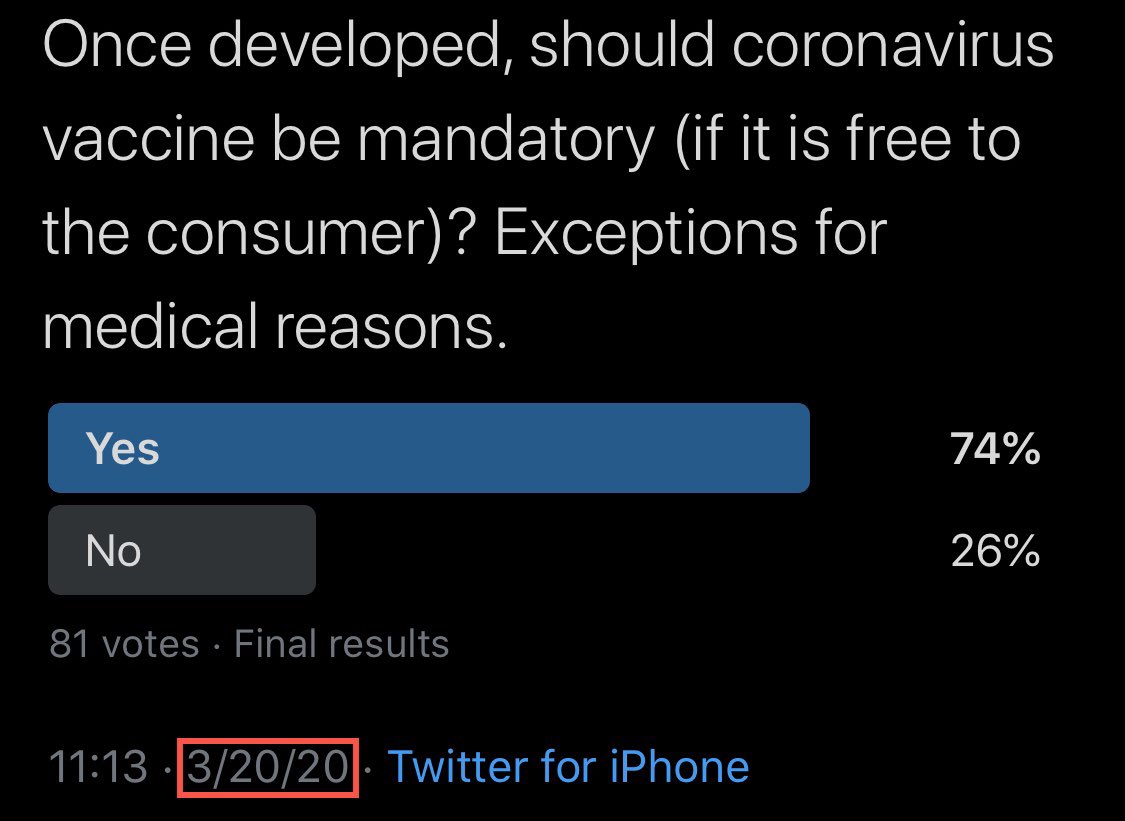 Once developed, should coronavirus
vaccine be mandatory (if it is free to
the consumer)? Exceptions for
medical reasons.
Yes 74%
No 26%
81 votes · Final results
11:13 · 3/20/20 · Twitter for iPhone